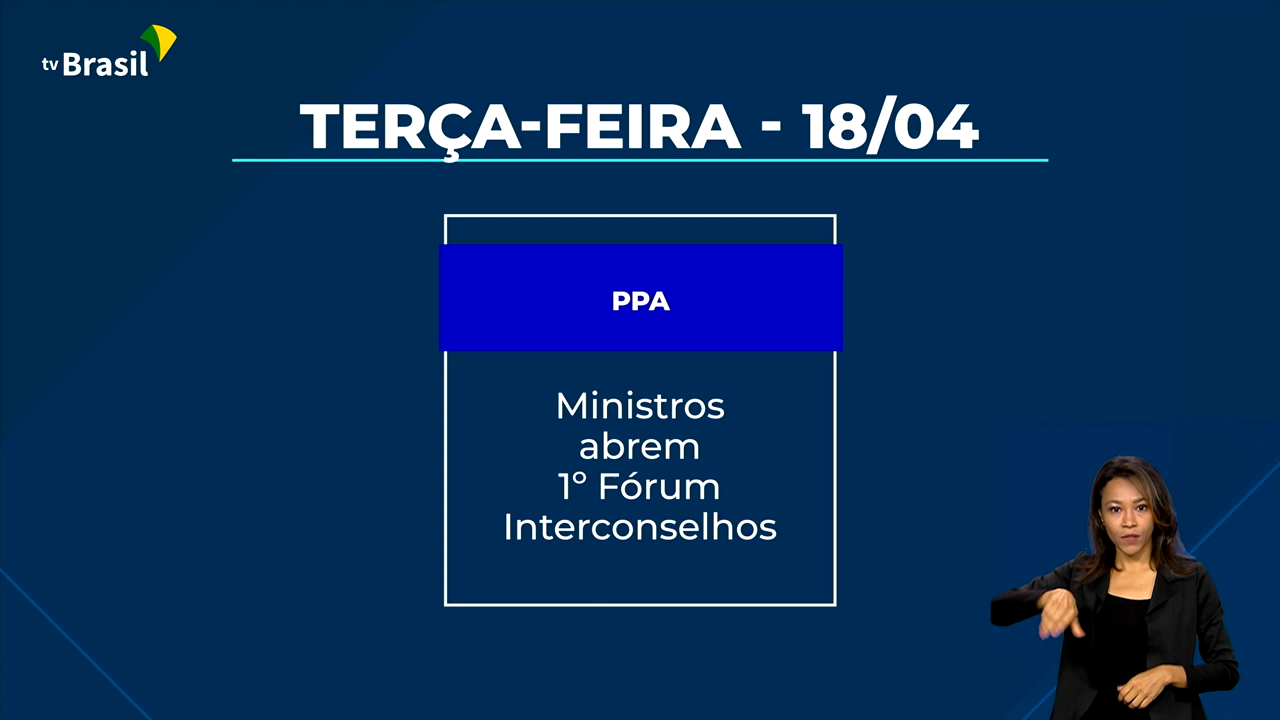 tv Brasil
TERÇA-FEIRA - 18/04
PPA
Ministros
abrem
1º Fórum
Interconselhos